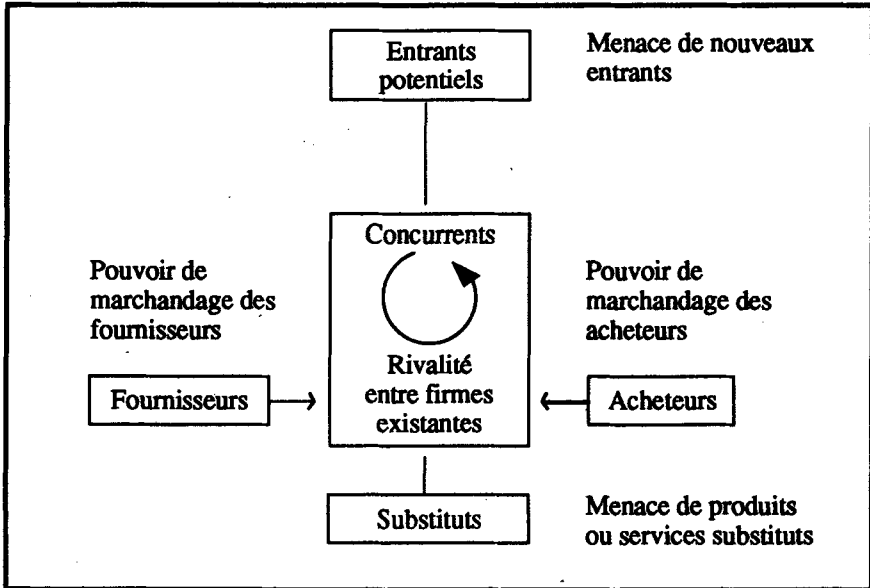 Entrants
potentiels
Menace de nouveaux
entrants
Concurrents
Pouvoir de
marchandage des
fournisseurs
Pouvoir de
marchandage des
acheteurs
Rivalité
entre firmes
existantes
Fournisseurs
Acheteurs
Substituts
Menace de produits
ou services substituts